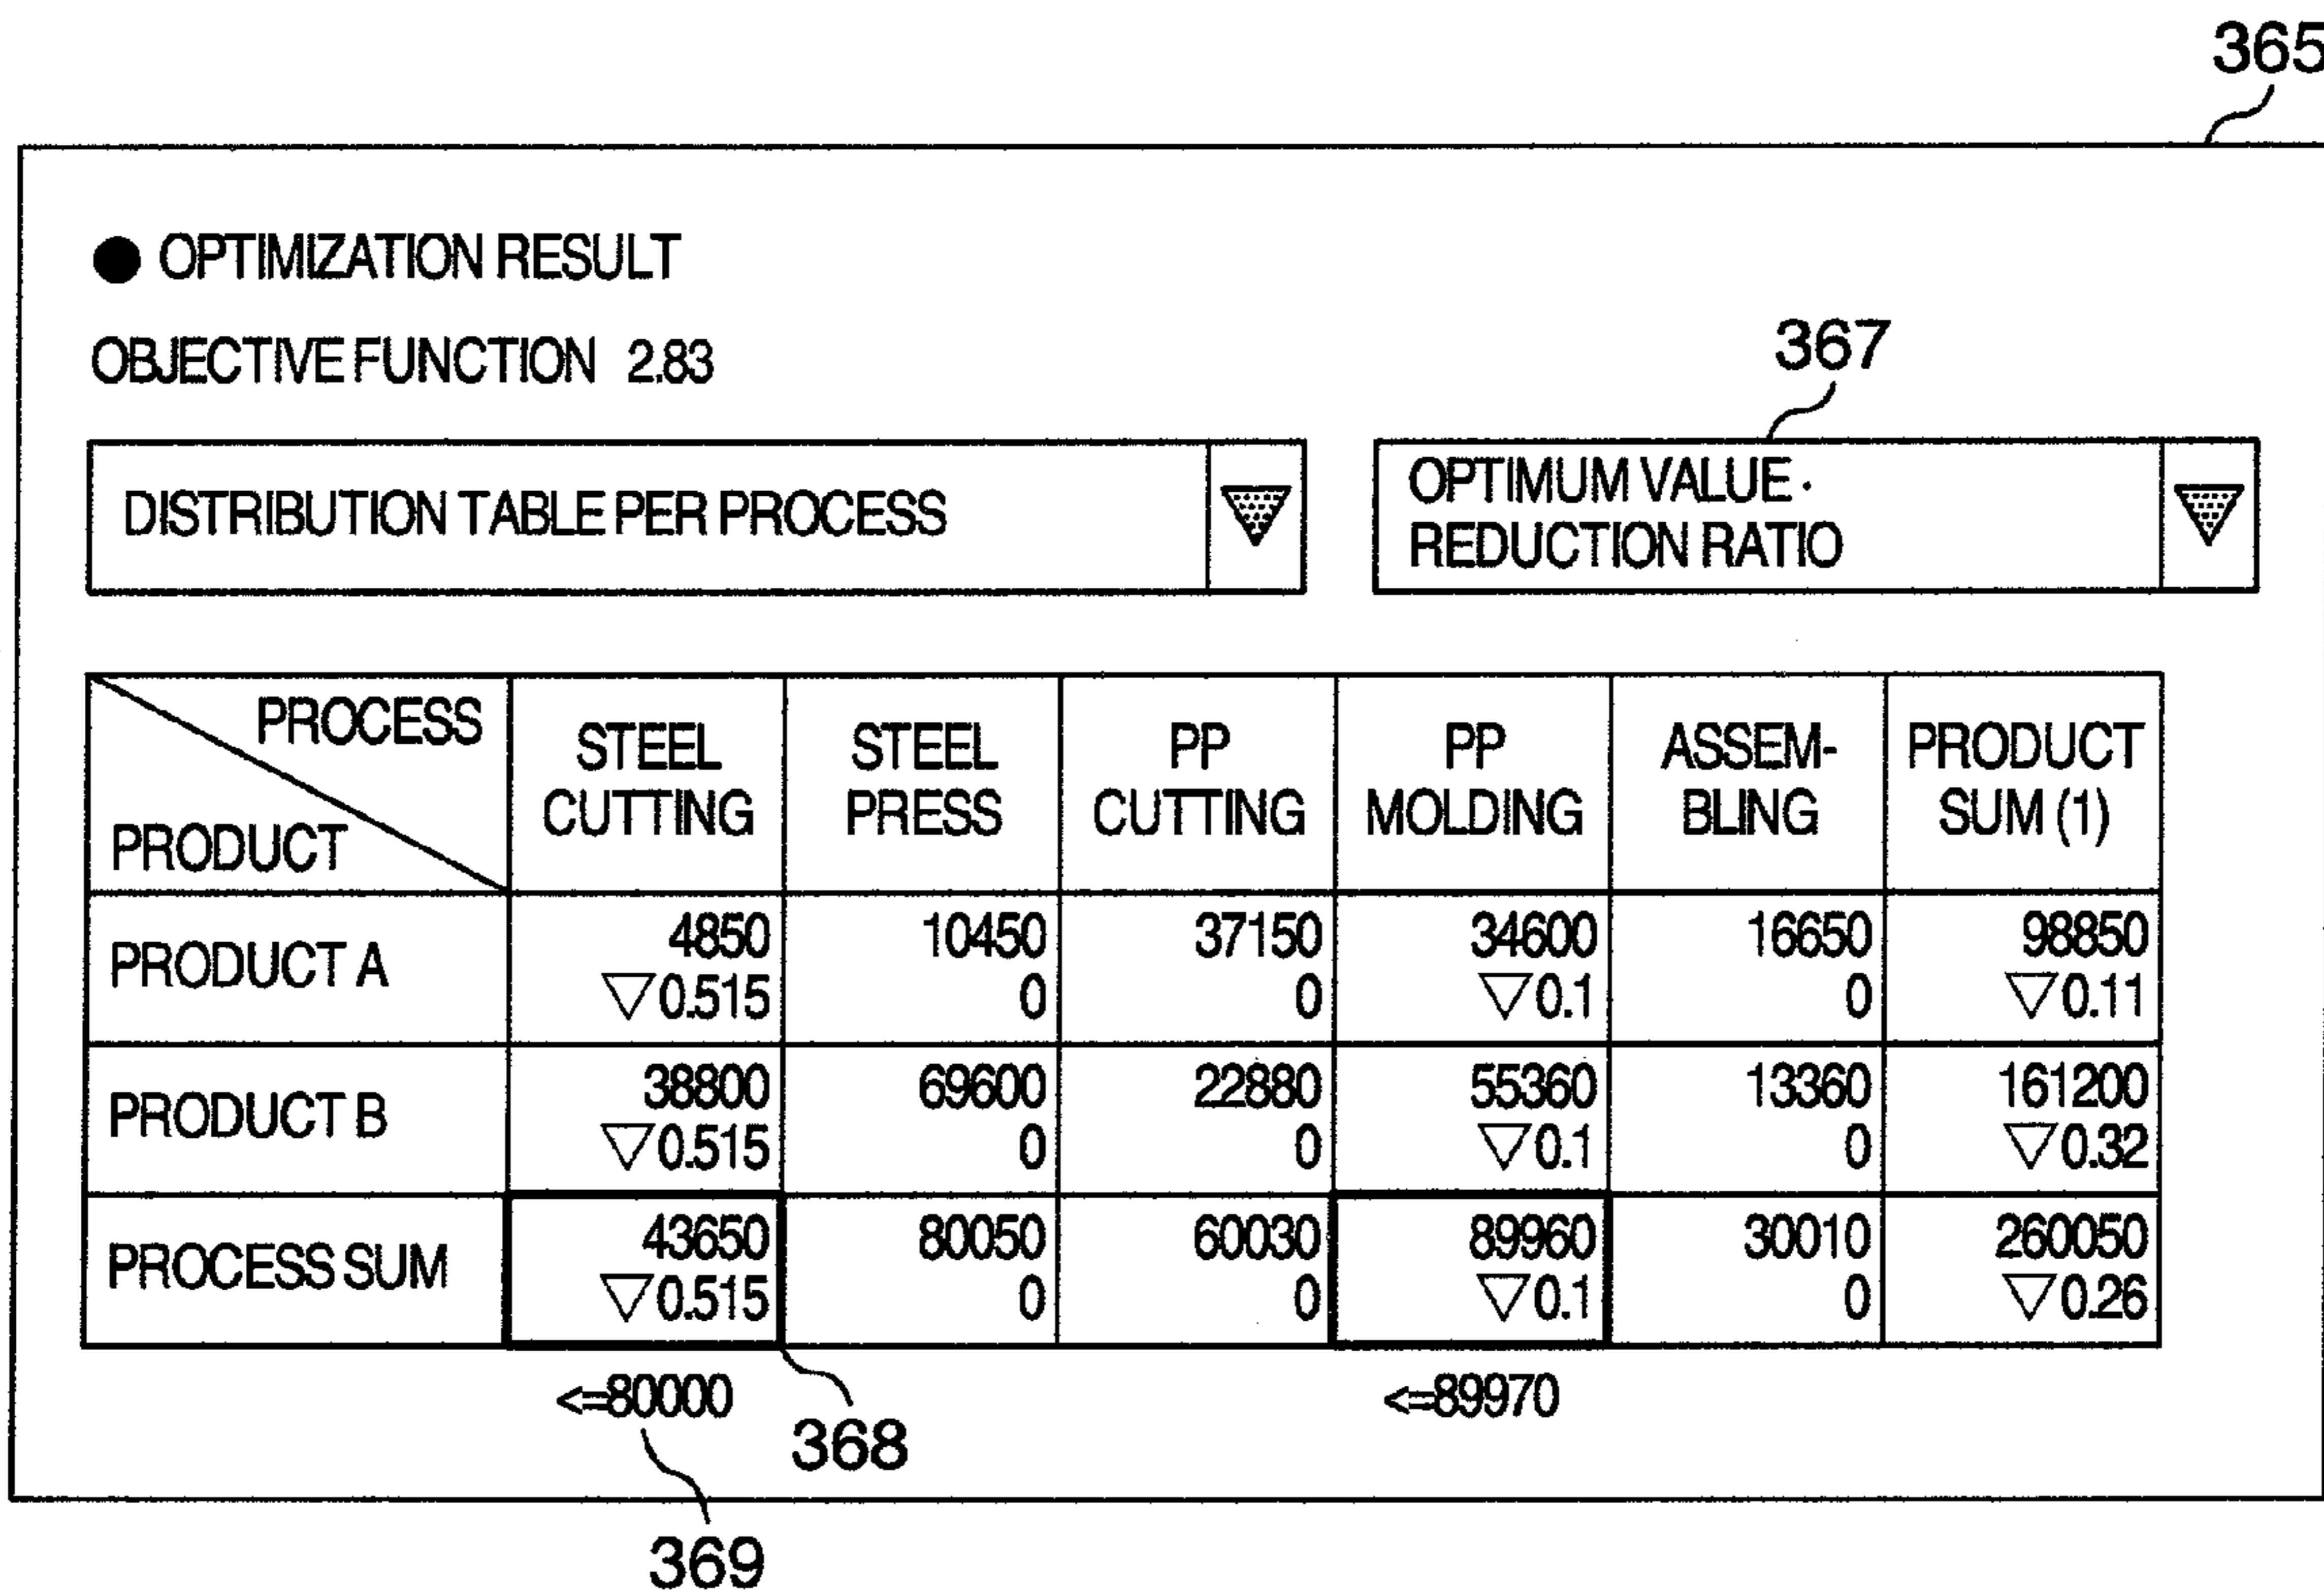 365
● OPTIMIZATION RESULT
OBJECTIVE FUNCTION 2.83
367
DISTRIBUTION TABLE PER PROCESS
OPTIMUM VALUE ·
REDUCTION RATIO
PROCESS
PRODUCT
STEEL
CUTTING
STEEL
PRESS
PP
CUTTING
PP
MOLDING
ASSEM-
BLING
PRODUCT
SUM (1)
PRODUCT A
4850
▽0.515
10450
0
37150
0
34600
▽0.1
16650
0
98850
▽0.11
PRODUCT B
38800
▽0.515
69600
0
22880
0
55360
▽0.1
13360
0
161200
▽0.32
PROCESS SUM
43650
▽0.515
80050
0
60030
0
89960
▽0.1
30010
0
260050
▽0.26
<=80000
<=89970
368
369